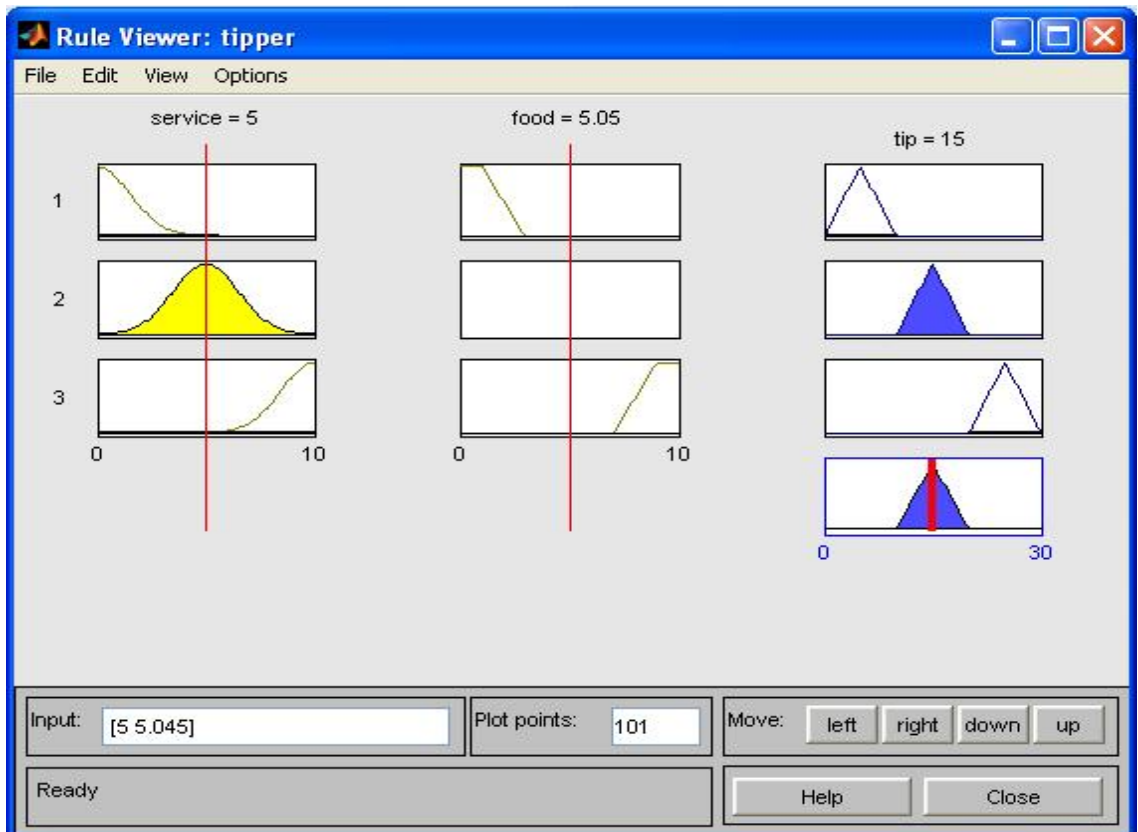 Rule Viewer: tipper
File Edit View Options
service = 5 food = 5.05 tip = 15
1
2
3
0 10 0 10
0 30
Input: [5 5.045] Plot points: 101 Move: left right down up
Ready Help Close